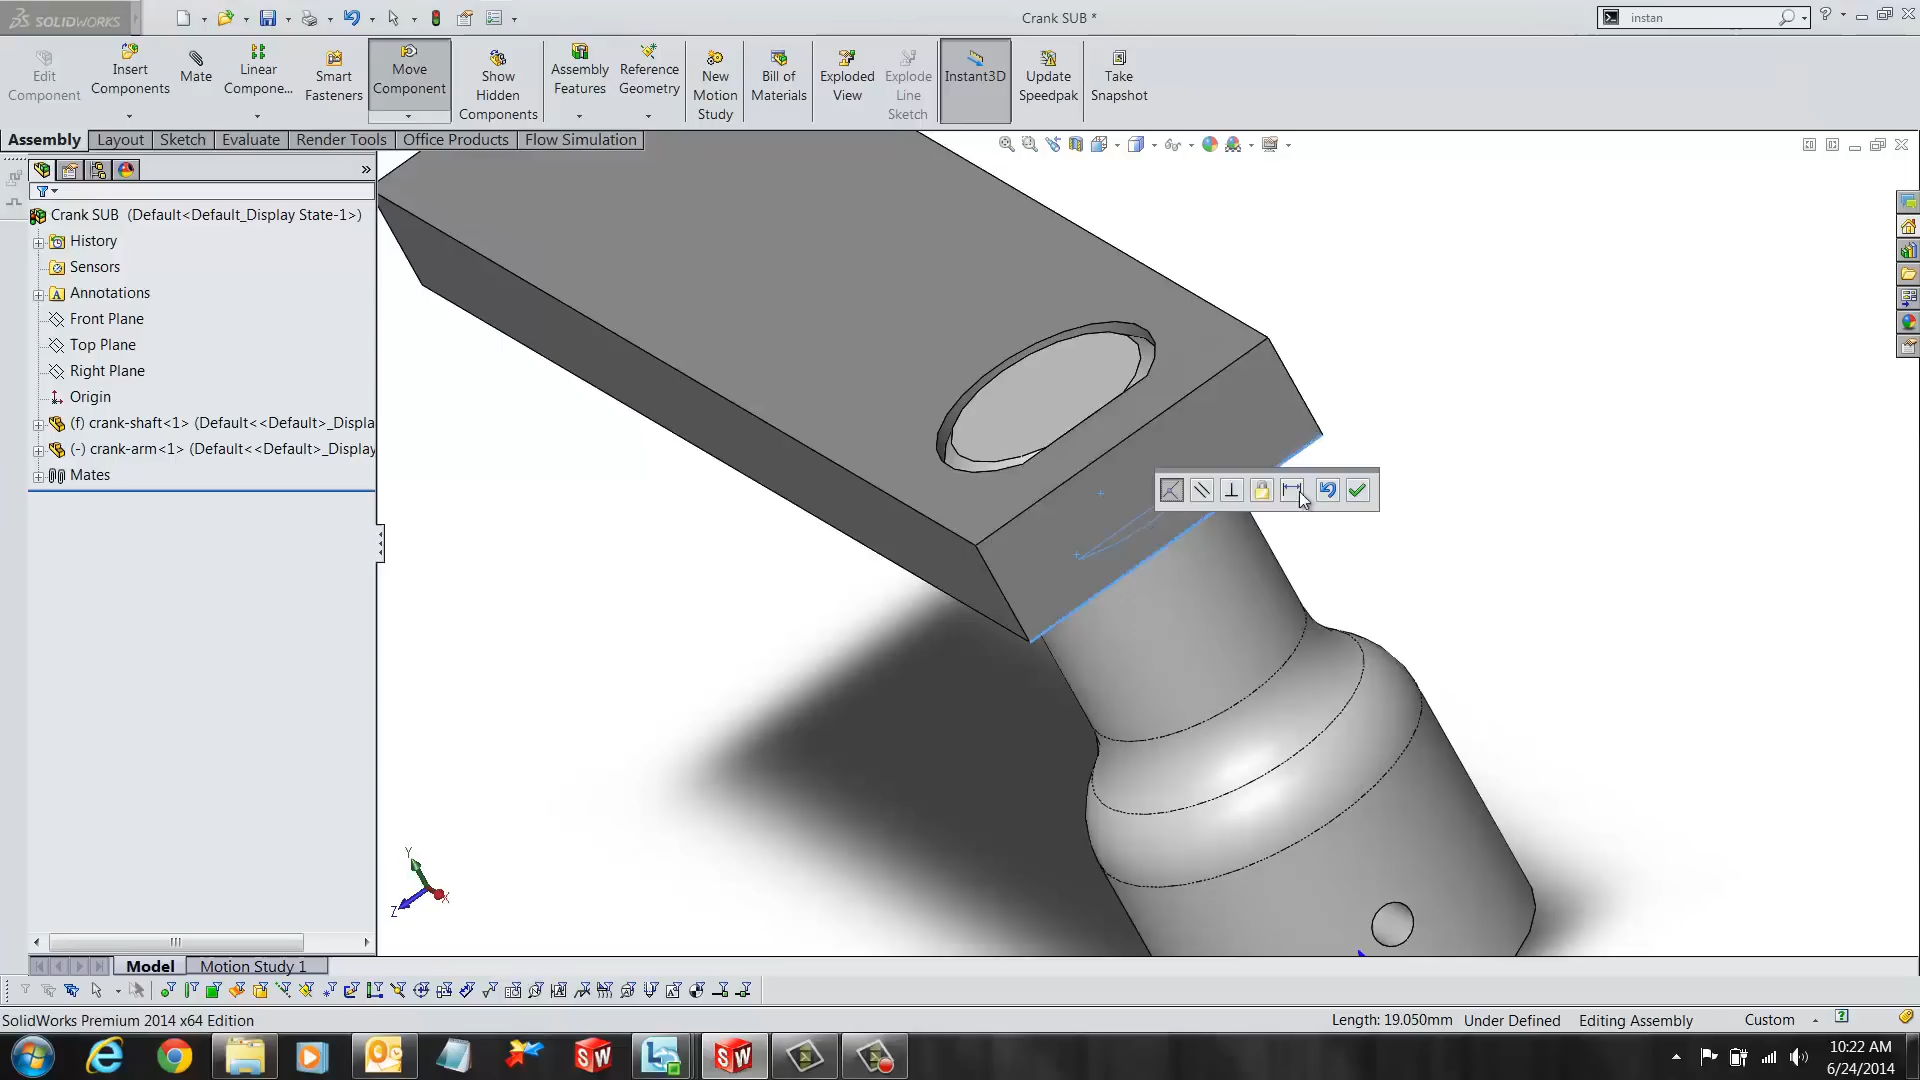 SOLIDWORKS
Crank SUB *
instan
Edit Component
Insert Components
Mate
Linear Compone...
Smart Fasteners
Move Component
Show Hidden Components
Assembly Features
Reference Geometry
New Motion Study
Bill of Materials
Exploded View
Explode Line Sketch
Instant3D
Update Speedpak
Take Snapshot
Assembly Layout Sketch Evaluate Render Tools Office Products Flow Simulation
Crank SUB (Default<Default_Display State-1>)
History
Sensors
Annotations
Front Plane
Top Plane
Right Plane
Origin
(f) crank-shaft<1> (Default<<Default>_Displa
(-) crank-arm<1> (Default<<Default>_Display
Mates
Y
Z
X
Model Motion Study 1
SolidWorks Premium 2014 x64 Edition
Length: 19.050mm Under Defined Editing Assembly Custom
SW
SW
10:22 AM
6/24/2014